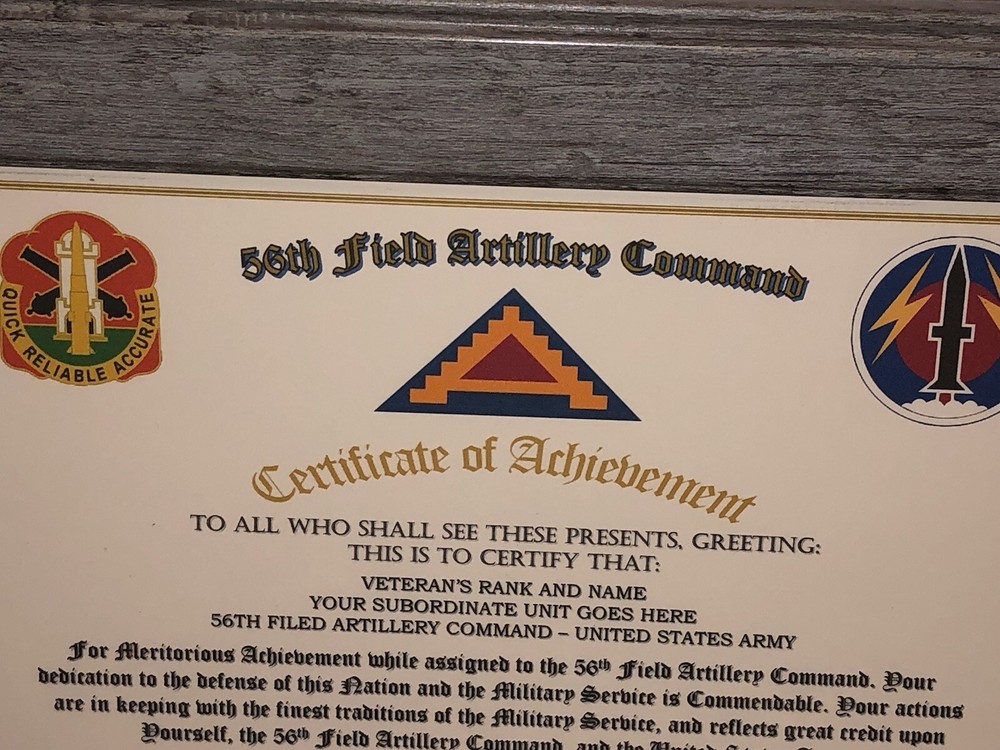 56th Field Artillery Command
QUICK RELIABLE ACCURATE
Certificate of Achievement
TO ALL WHO SHALL SEE THESE PRESENTS, GREETING:
THIS IS TO CERTIFY THAT:
VETERAN'S RANK AND NAME
YOUR SUBORDINATE UNIT GOES HERE
56TH FILED ARTILLERY COMMAND – UNITED STATES ARMY
For Meritorious Achievement while assigned to the 56th Field Artillery Command. Your
dedication to the defense of this Nation and the Military Service is Commendable. Your actions
are in keeping with the finest traditions of the Military Service, and reflects great credit upon
Yourself, the 56th Field Artillery Command, and the United